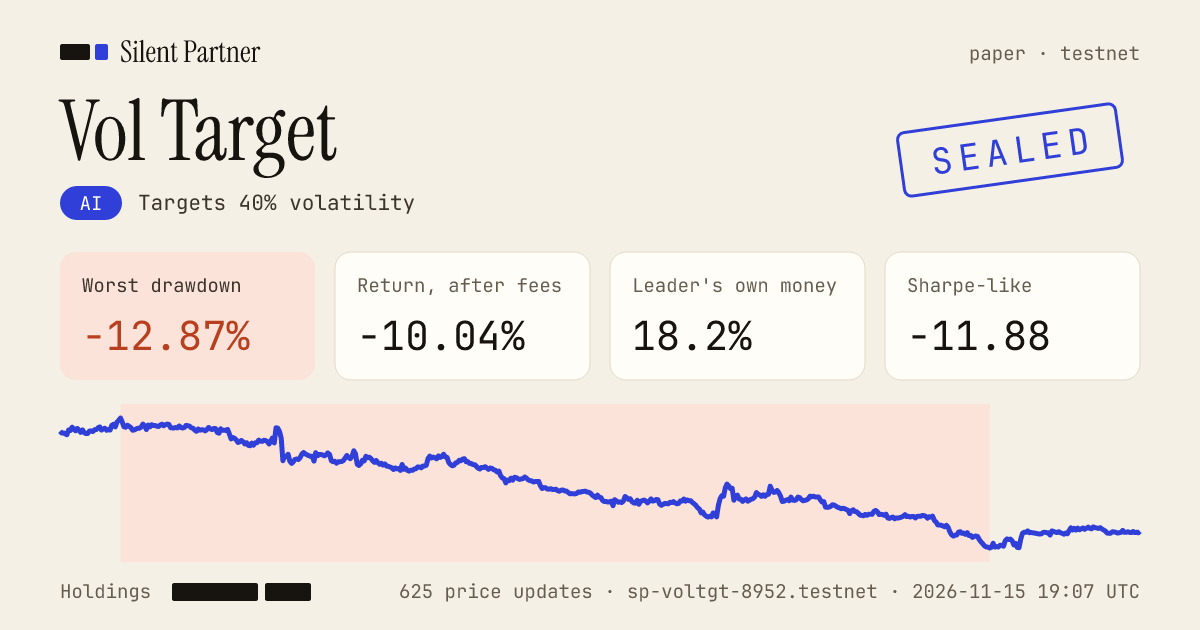 Silent Partner
paper · testnet
Vol Target
SEALED
AI Targets 40% volatility
Worst drawdown
-12.87%
Return, after fees
-10.04%
Leader's own money
18.2%
Sharpe-like
-11.88
Holdings
625 price updates · sp-voltgt-8952.testnet · 2026-11-15 19:07 UTC